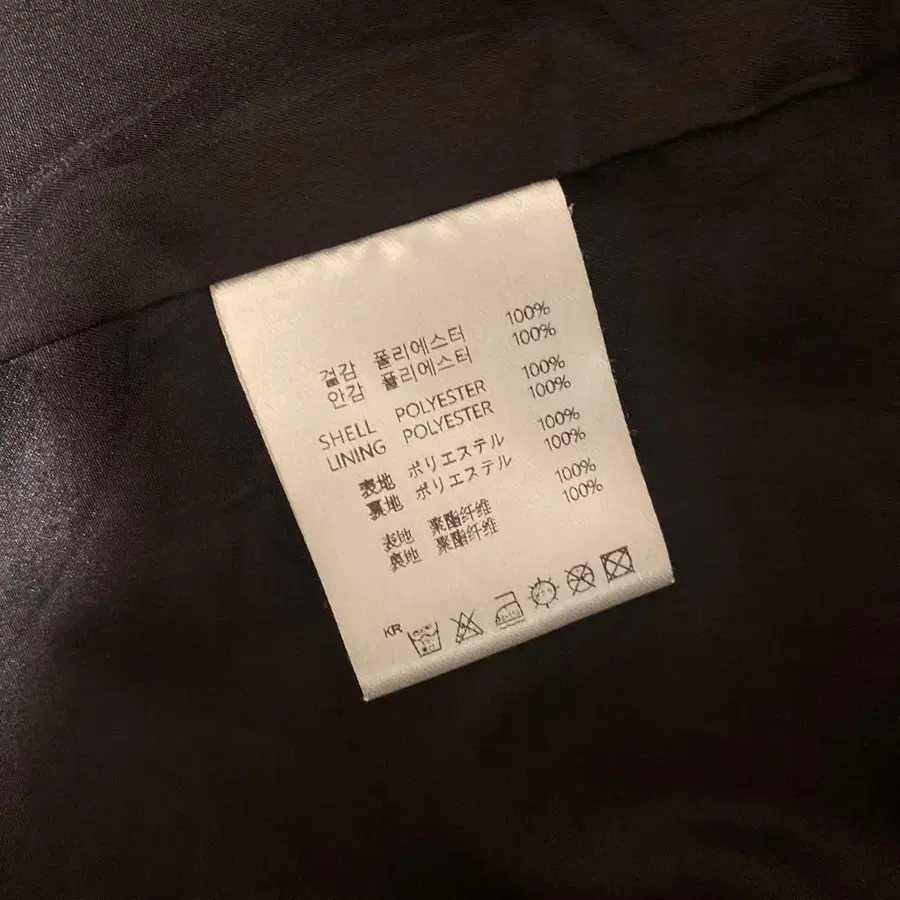 겉감 폴리에스터 100%
안감 폴리에스터 100%
SHELL POLYESTER 100%
LINING POLYESTER 100%
表地 ポリエステル 100%
裏地 ポリエステル 100%
表地 聚酯纤维 100%
裏地 聚酯纤维 100%
KR